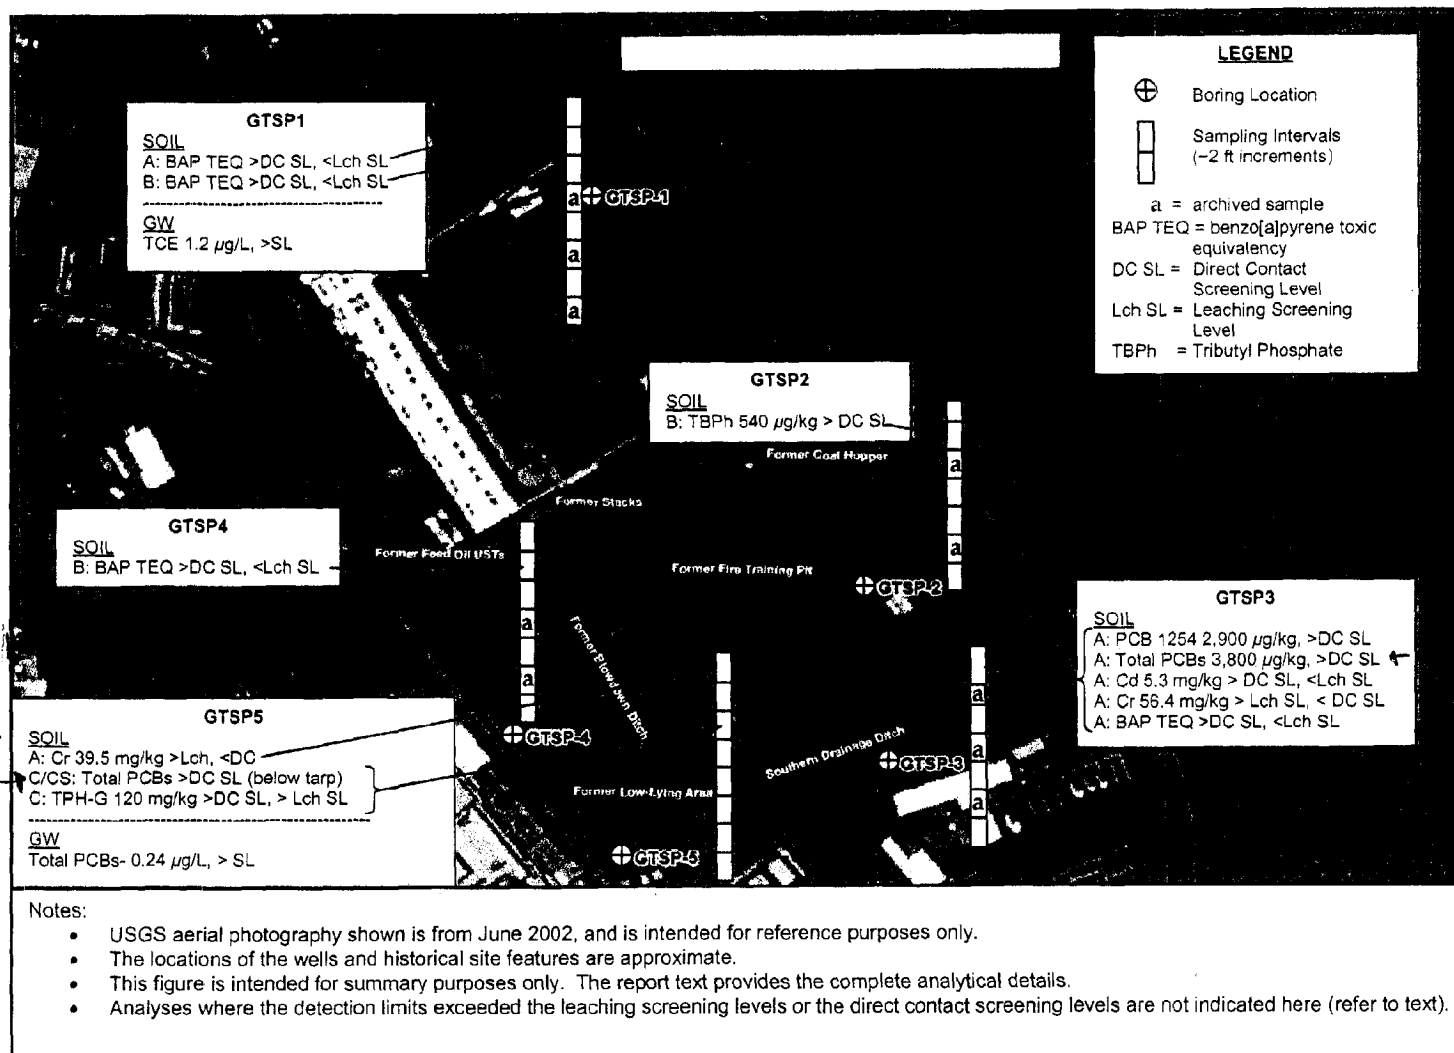 LEGEND
Boring Location
Sampling Intervals
(~2 ft increments)
a = archived sample
BAP TEQ = benzo[a]pyrene toxic
equivalency
DC SL = Direct Contact
Screening Level
Lch SL = Leaching Screening
Level
TBPh = Tributyl Phosphate
GTSP1
SOIL
A: BAP TEQ >DC SL, <Lch SL
B: BAP TEQ >DC SL, <Lch SL
GW
TCE 1.2 µg/L, >SL
a
GTSP-1
a
a
GTSP2
SOIL
B: TBPh 540 µg/kg > DC SL
Former Coal Hopper
a
Former Stacks
GTSP4
SOIL
B: BAP TEQ >DC SL, <Lch SL
Former Feed Oil USTs
a
Former Fire Training Pit
GTSP-2
GTSP3
SOIL
A: PCB 1254 2,900 µg/kg, >DC SL
A: Total PCBs 3,800 µg/kg, >DC SL
A: Cd 5.3 mg/kg > DC SL, <Lch SL
A: Cr 56.4 mg/kg > Lch SL, < DC SL
A: BAP TEQ >DC SL, <Lch SL
a
Former Blowdown Ditch
a
a
GTSP5
SOIL
A: Cr 39.5 mg/kg >Lch, <DC
C/CS: Total PCBs >DC SL (below tarp)
C: TPH-G 120 mg/kg >DC SL, > Lch SL
GW
Total PCBs- 0.24 µg/L, > SL
GTSP-4
Southern Drainage Ditch
a
GTSP-3
Former Low-Lying Area
a
GTSP-5
Notes:
• USGS aerial photography shown is from June 2002, and is intended for reference purposes only.
• The locations of the wells and historical site features are approximate.
• This figure is intended for summary purposes only. The report text provides the complete analytical details.
• Analyses where the detection limits exceeded the leaching screening levels or the direct contact screening levels are not indicated here (refer to text).